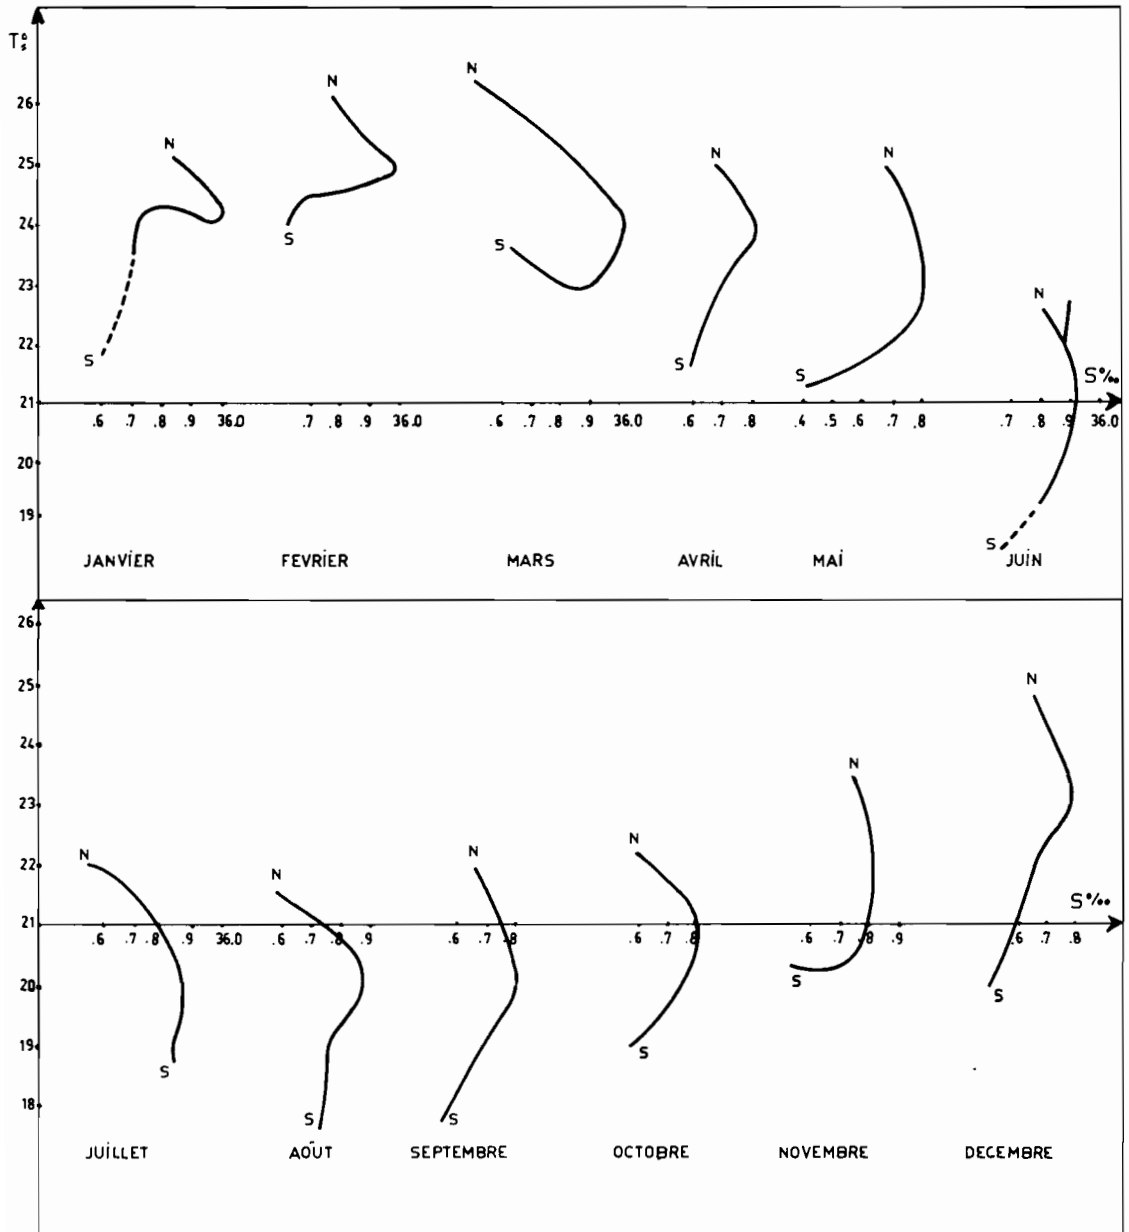 T°s
N
N
26
N
25
N
N
24
S
S
23
N
22
S
S
S
S‰
21
.6 .7 .8 .9 36.0 .7 .8 .9 36.0 .6 .7 .8 .9 36.0 .6 .7 .8 .4 .5 .6 .7 .8 .7 .8 .9 36.0
20
19
S
JANVIER FEVRIER MARS AVRIL MAI JUIN
26
N
25
24
N
23
N N N N
22
S‰
21
.6 .7 .8 .9 36.0 .6 .7 .8 .9 .6 .7 .8 .6 .7 .8 .6 .7 .8 .9 .6 .7 .8
20
S S
19
S
S
18
S S
JUILLET AOÛT SEPTEMBRE OCTOBRE NOVEMBRE DECEMBRE